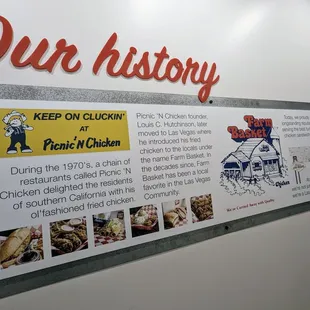 Our history
KEEP ON CLUCKIN'
AT
Picnic 'N Chicken
During the 1970's, a chain of
restaurants called Picnic 'N
Chicken delighted the residents
of southern California with his
ol'fashioned fried chicken.
Picnic 'N Chicken founder,
Louis C. Hutchinson, later
moved to Las Vegas where
he introduced his fried
chicken to the locals under
the name Farm Basket. In
the decades since, Farm
Basket has been a local
favorite in the Las Vegas
Community.
Farm
Basket
Chicken